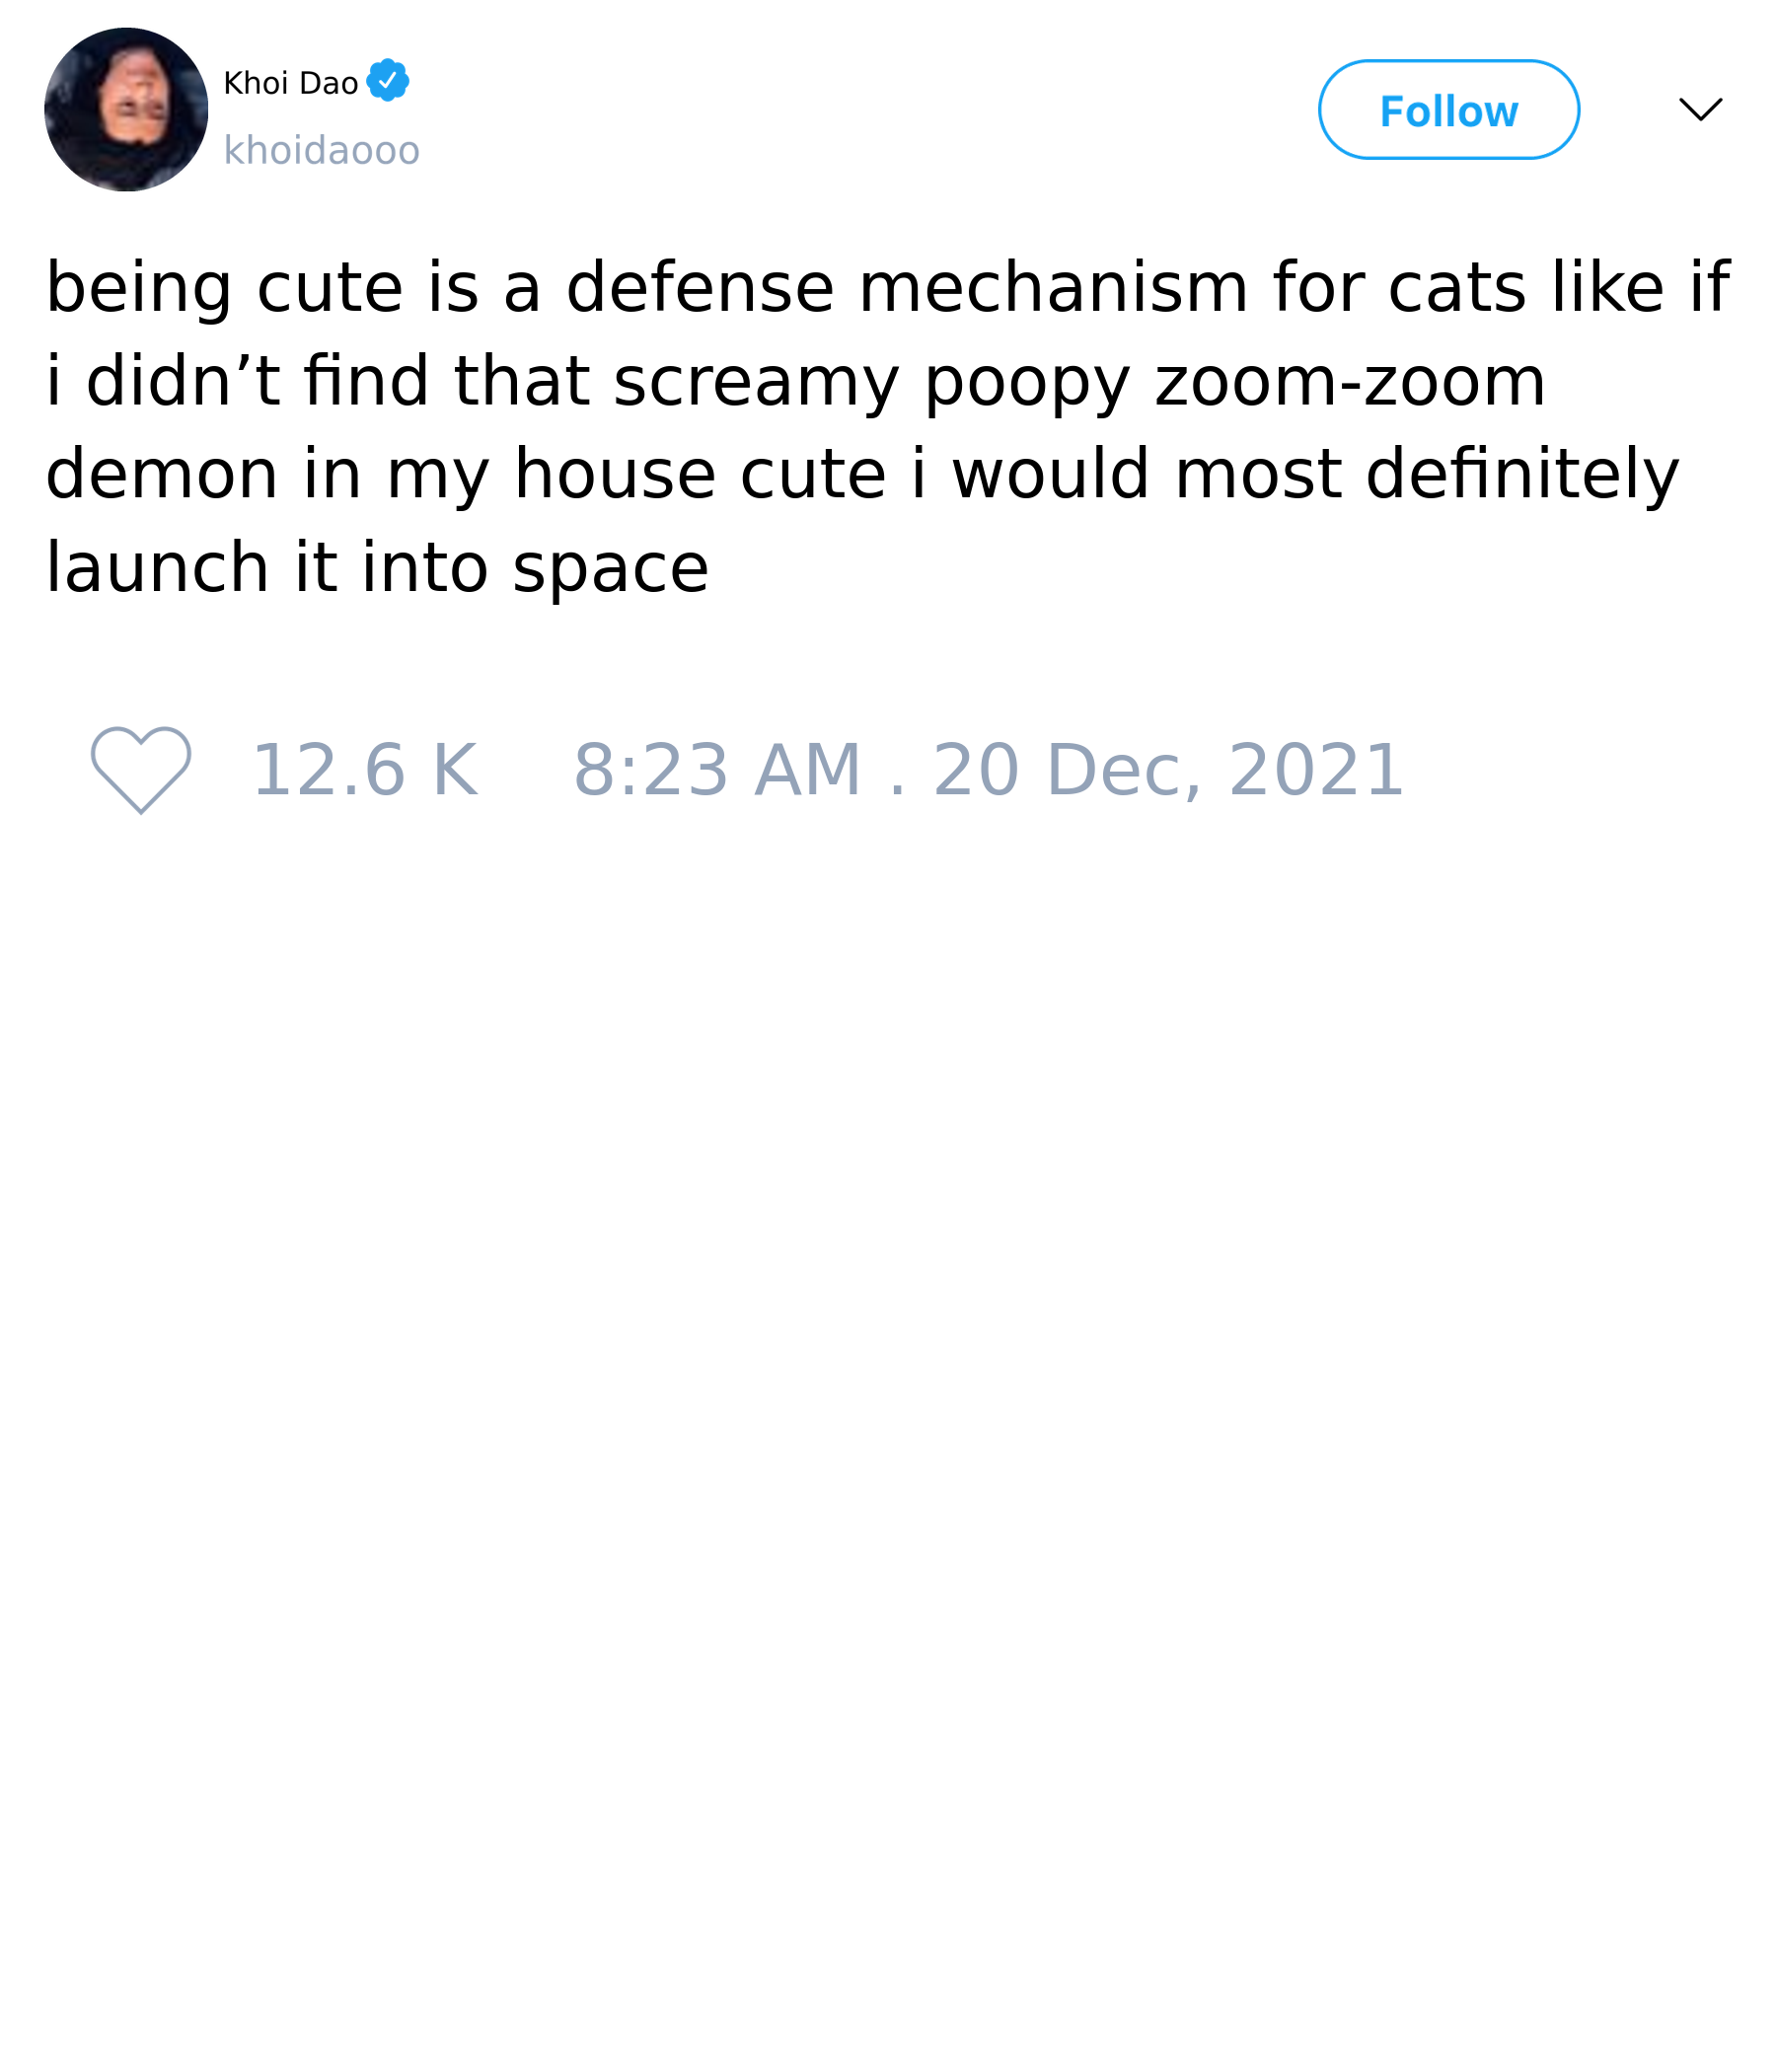 Khoi Dao
khoidaooo
Follow
being cute is a defense mechanism for cats like if
i didn’t find that screamy poopy zoom-zoom
demon in my house cute i would most definitely
launch it into space
12.6 K 8:23 AM . 20 Dec, 2021